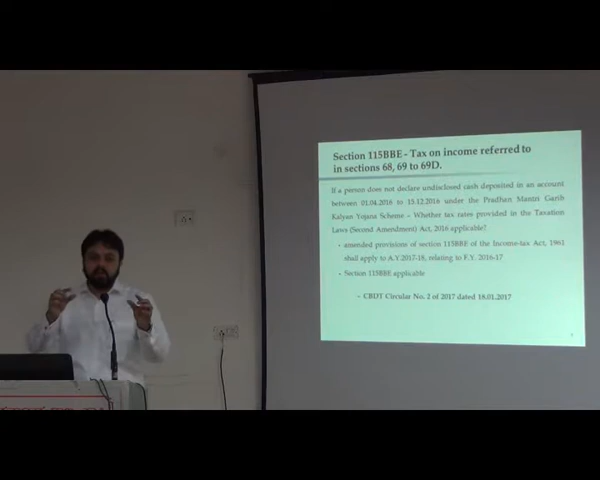 Section 115BBE - Tax on income referred to
in sections 68, 69 to 69D.
If a person does not declare undisclosed cash deposited in an account
between 01.04.2016 to 15.12.2016 under the Pradhan Mantri Garib
Kalyan Yojana Scheme – Whether tax rates provided in the Taxation
Laws (Second Amendment) Act, 2016 applicable?
- amended provisions of section 115BBE of the Income-tax Act, 1961
shall apply to A.Y.2017-18, relating to F.Y. 2016-17
- Section 115BBE applicable
– CBDT Circular No. 2 of 2017 dated 18.01.2017